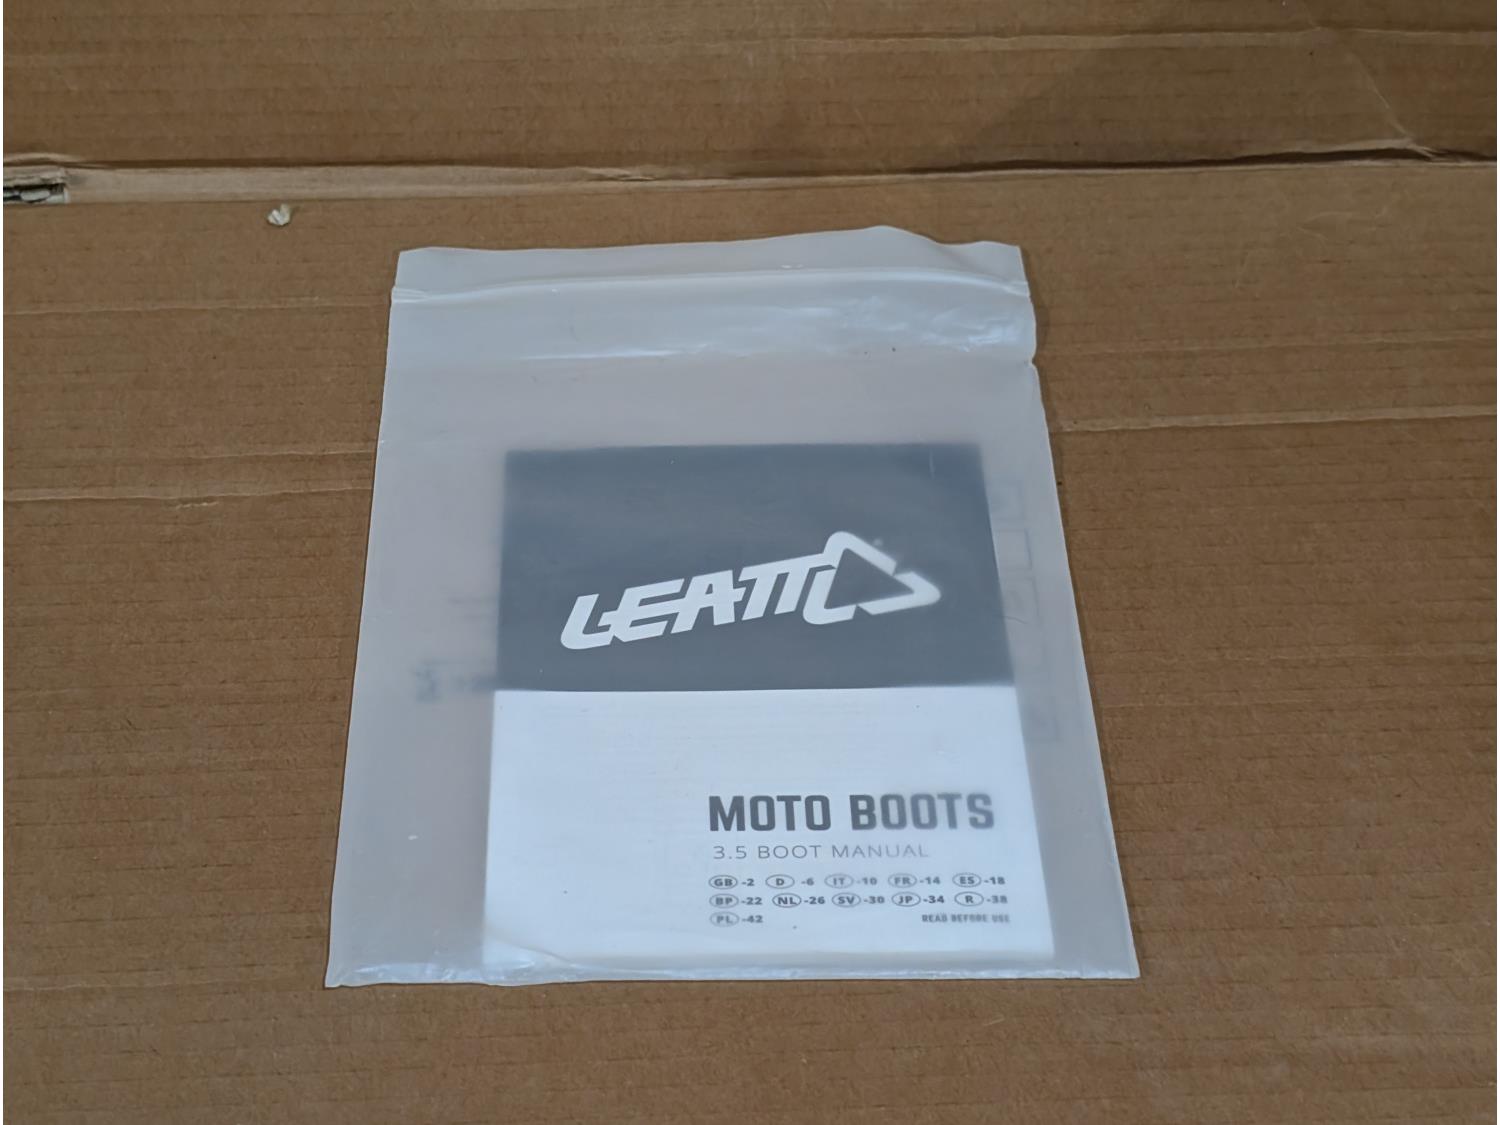 LEATT
MOTO BOOTS
3.5 BOOT MANUAL
GB -2 D -6 IT -10 FR -14 ES -18
BP -22 NL -26 SV -30 JP -34 R -38
PL -42 READ BEFORE USE